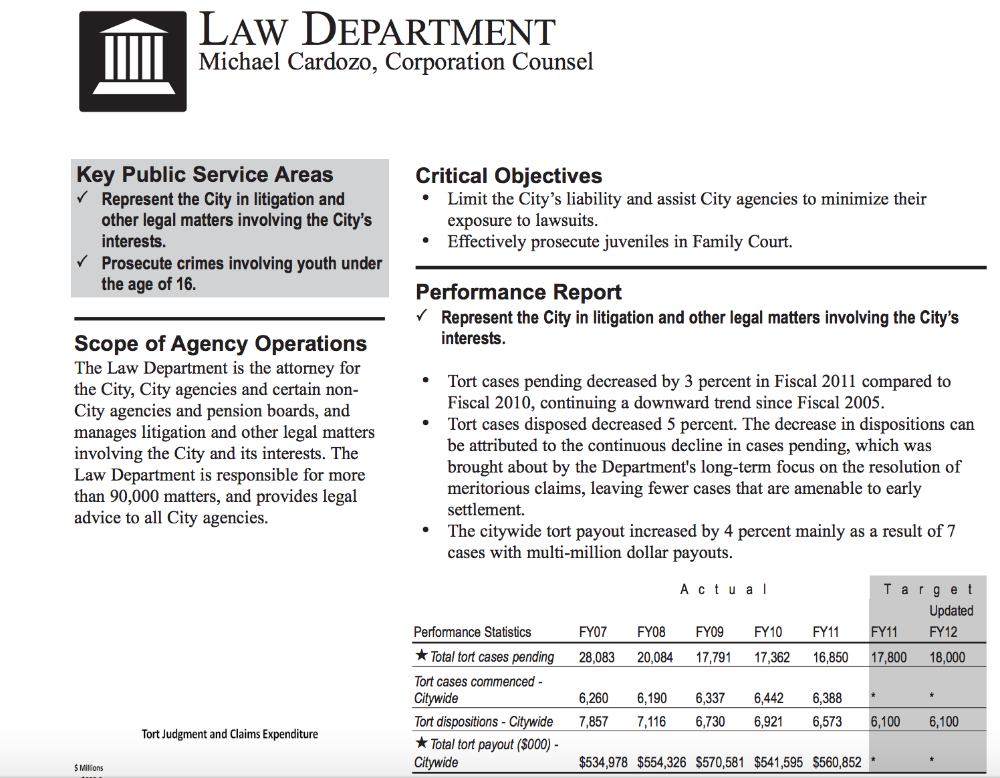 LAW DEPARTMENT
Michael Cardozo, Corporation Counsel
Key Public Service Areas
✓ Represent the City in litigation and
other legal matters involving the City’s
interests.
✓ Prosecute crimes involving youth under
the age of 16.
Scope of Agency Operations
The Law Department is the attorney for
the City, City agencies and certain non-
City agencies and pension boards, and
manages litigation and other legal matters
involving the City and its interests. The
Law Department is responsible for more
than 90,000 matters, and provides legal
advice to all City agencies.
Tort Judgment and Claims Expenditure
$ Millions
Critical Objectives
• Limit the City’s liability and assist City agencies to minimize their
exposure to lawsuits.
• Effectively prosecute juveniles in Family Court.
Performance Report
✓ Represent the City in litigation and other legal matters involving the City’s
interests.
• Tort cases pending decreased by 3 percent in Fiscal 2011 compared to
Fiscal 2010, continuing a downward trend since Fiscal 2005.
• Tort cases disposed decreased 5 percent. The decrease in dispositions can
be attributed to the continuous decline in cases pending, which was
brought about by the Department's long-term focus on the resolution of
meritorious claims, leaving fewer cases that are amenable to early
settlement.
• The citywide tort payout increased by 4 percent mainly as a result of 7
cases with multi-million dollar payouts.
Actual Target
Updated
Performance Statistics FY07 FY08 FY09 FY10 FY11 FY11 FY12
★ Total tort cases pending 28,083 20,084 17,791 17,362 16,850 17,800 18,000
Tort cases commenced -
Citywide 6,260 6,190 6,337 6,442 6,388 * *
Tort dispositions - Citywide 7,857 7,116 6,730 6,921 6,573 6,100 6,100
★ Total tort payout ($000) -
Citywide $534,978 $554,326 $570,581 $541,595 $560,852 * *